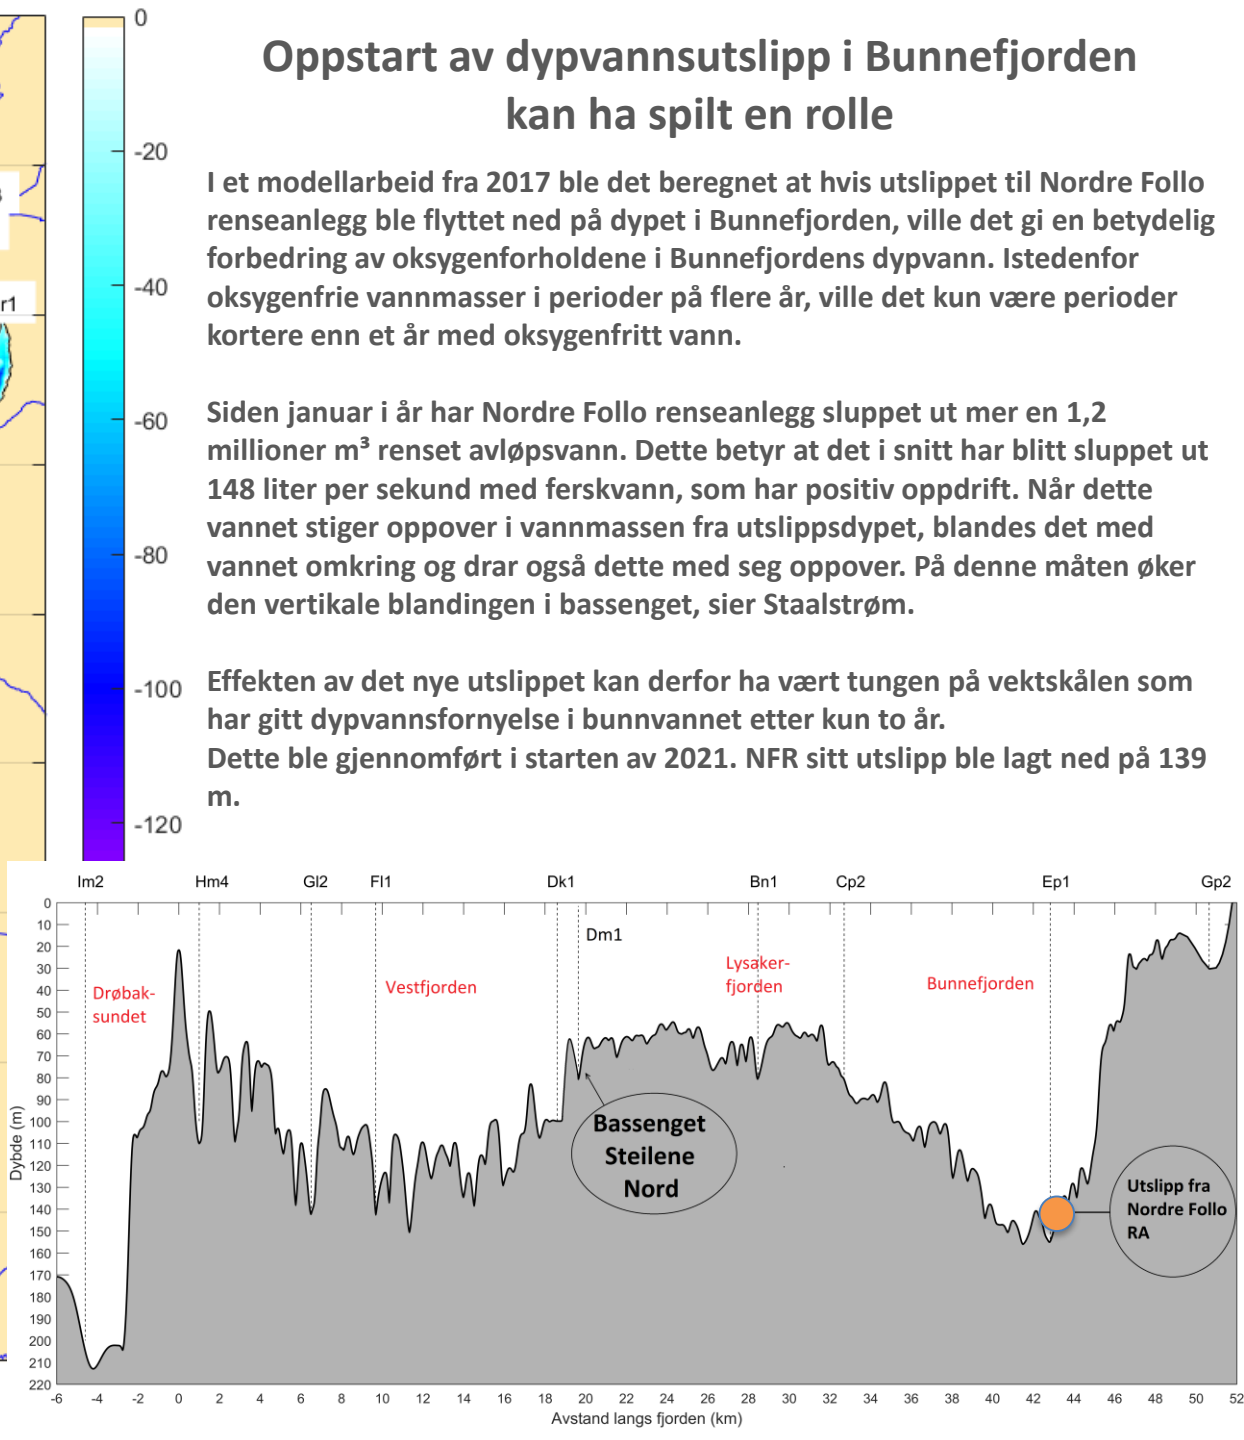 Oppstart av dypvannsutslipp i Bunnefjorden
kan ha spilt en rolle
I et modellarbeid fra 2017 ble det beregnet at hvis utslippet til Nordre Follo
renseanlegg ble flyttet ned på dypet i Bunnefjorden, ville det gi en betydelig
forbedring av oksygenforholdene i Bunnefjordens dypvann. Istedenfor
oksygenfrie vannmasser i perioder på flere år, ville det kun være perioder
kortere enn et år med oksygenfritt vann.
Siden januar i år har Nordre Follo renseanlegg sluppet ut mer en 1,2
millioner m³ renset avløpsvann. Dette betyr at det i snitt har blitt sluppet ut
148 liter per sekund med ferskvann, som har positiv oppdrift. Når dette
vannet stiger oppover i vannmassen fra utslippsdypet, blandes det med
vannet omkring og drar også dette med seg oppover. På denne måten øker
den vertikale blandingen i bassenget, sier Staalstrøm.
Effekten av det nye utslippet kan derfor ha vært tungen på vektskålen som
har gitt dypvannsfornyelse i bunnvannet etter kun to år.
Dette ble gjennomført i starten av 2021. NFR sitt utslipp ble lagt ned på 139
m.
0
-20
-40
-60
-80
-100
-120
r1
Im2 Hm4 Gl2 Fl1 Dk1 Bn1 Cp2 Ep1 Gp2
Dm1
Drøbak-
sundet
Vestfjorden
Lysaker-
fjorden
Bunnefjorden
Bassenget
Steilene
Nord
Utslipp fra
Nordre Follo
RA
Dybde (m)
0
10
20
30
40
50
60
70
80
90
100
110
120
130
140
150
160
170
180
190
200
210
220
-6 -4 -2 0 2 4 6 8 10 12 14 16 18 20 22 24 26 28 30 32 34 36 38 40 42 44 46 48 50 52
Avstand langs fjorden (km)